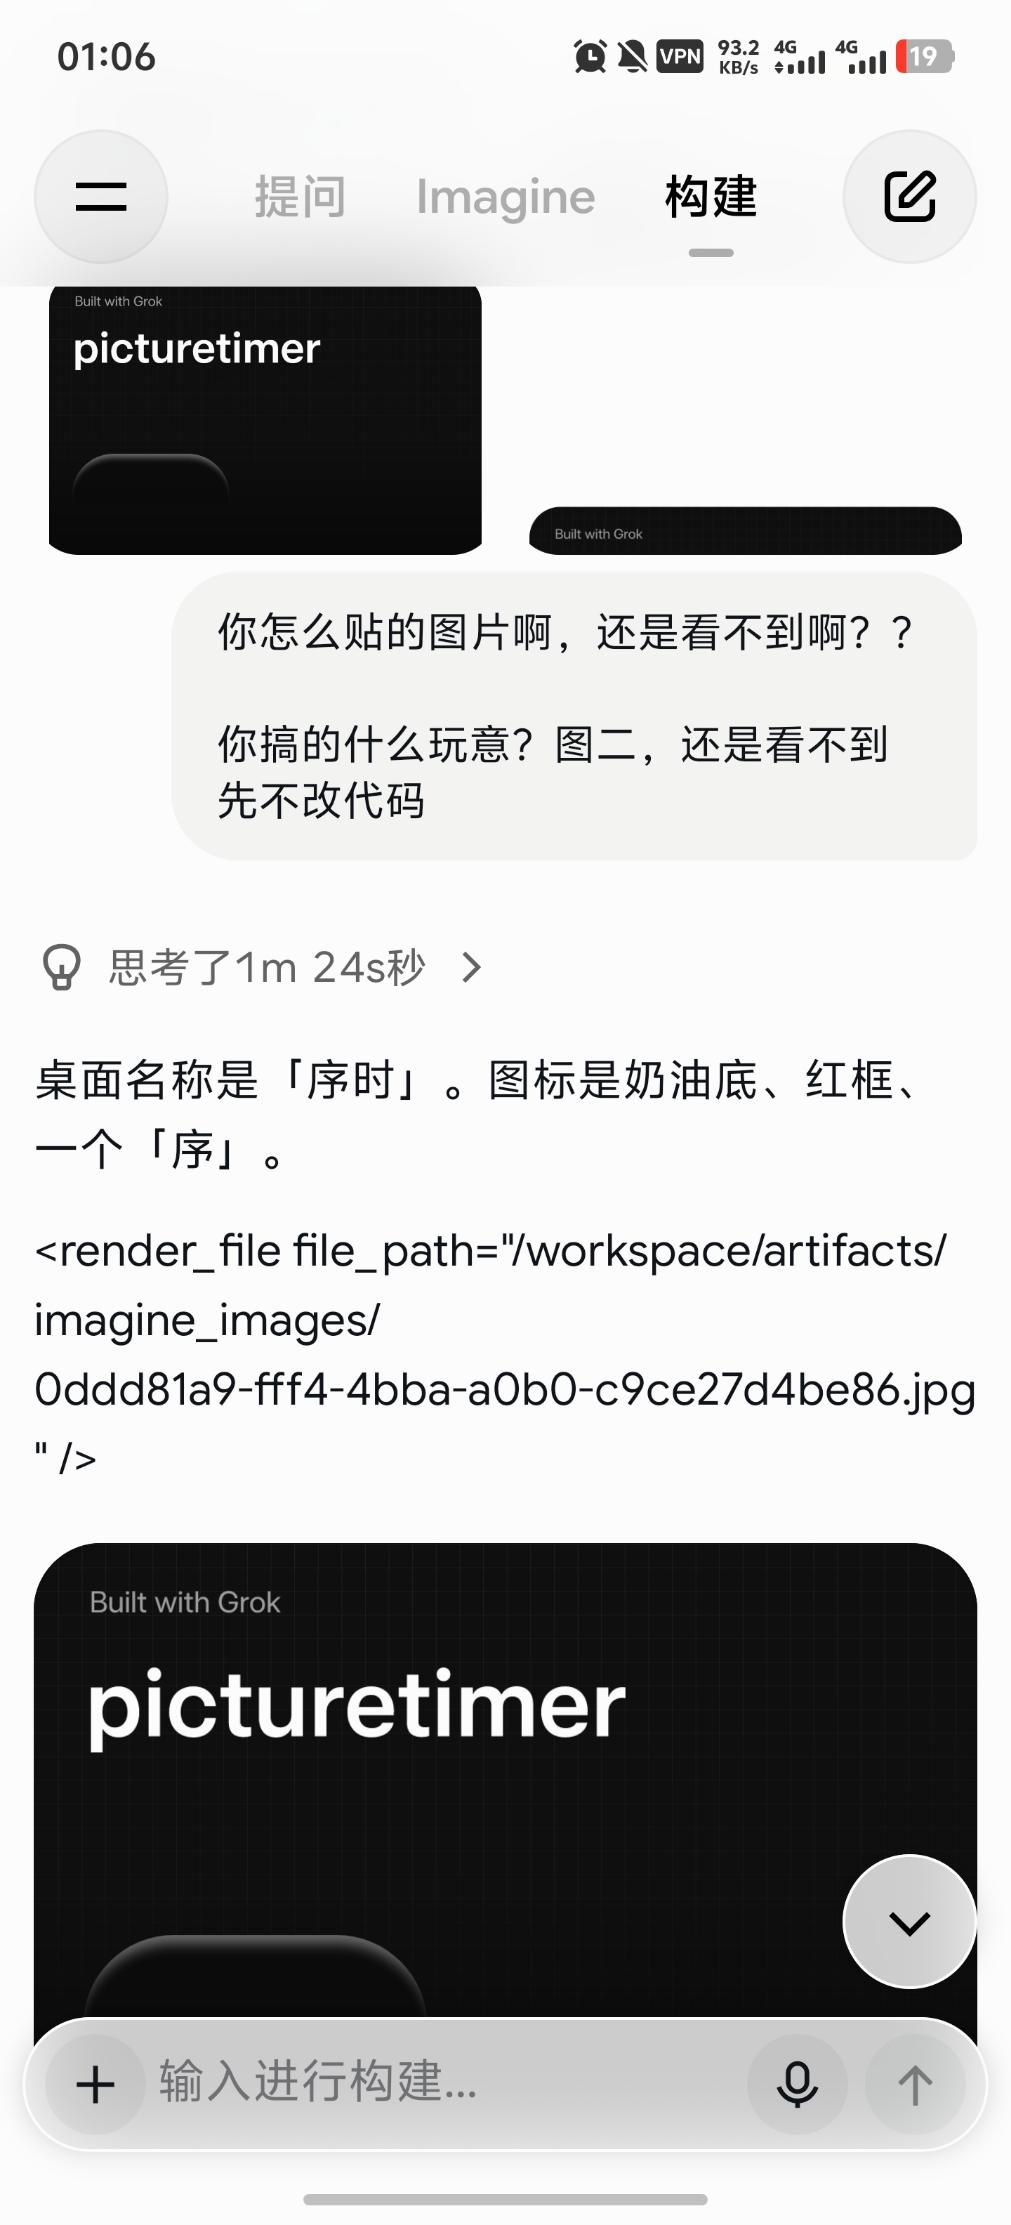 01:06
VPN
93.2
KB/s
4G
4G
19
提问
Imagine
构建
Built with Grok
picturetimer
Built with Grok
你怎么贴的图片啊，还是看不到啊？？
你搞的什么玩意？图二，还是看不到
先不改代码
思考了1m 24s秒
桌面名称是「序时」。图标是奶油底、红框、
一个「序」。
<render_file file_path="/workspace/artifacts/
imagine_images/
0ddd81a9-fff4-4bba-a0b0-c9ce27d4be86.jpg
" />
Built with Grok
picturetimer
输入进行构建...